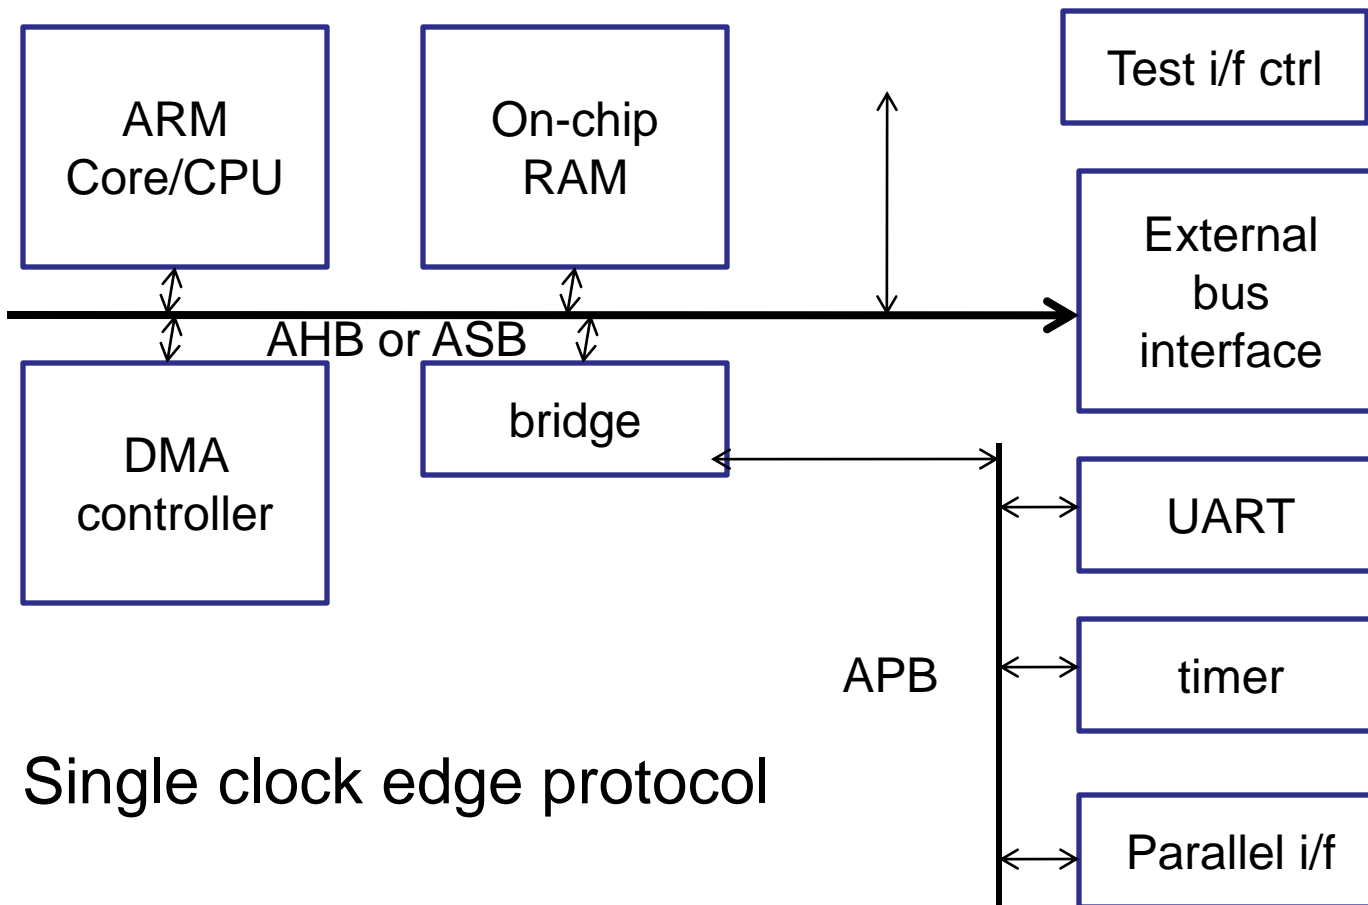 ARM
Core/CPU
On-chip
RAM
Test i/f ctrl
External
bus
interface
AHB or ASB
DMA
controller
bridge
UART
APB
timer
Single clock edge protocol
Parallel i/f